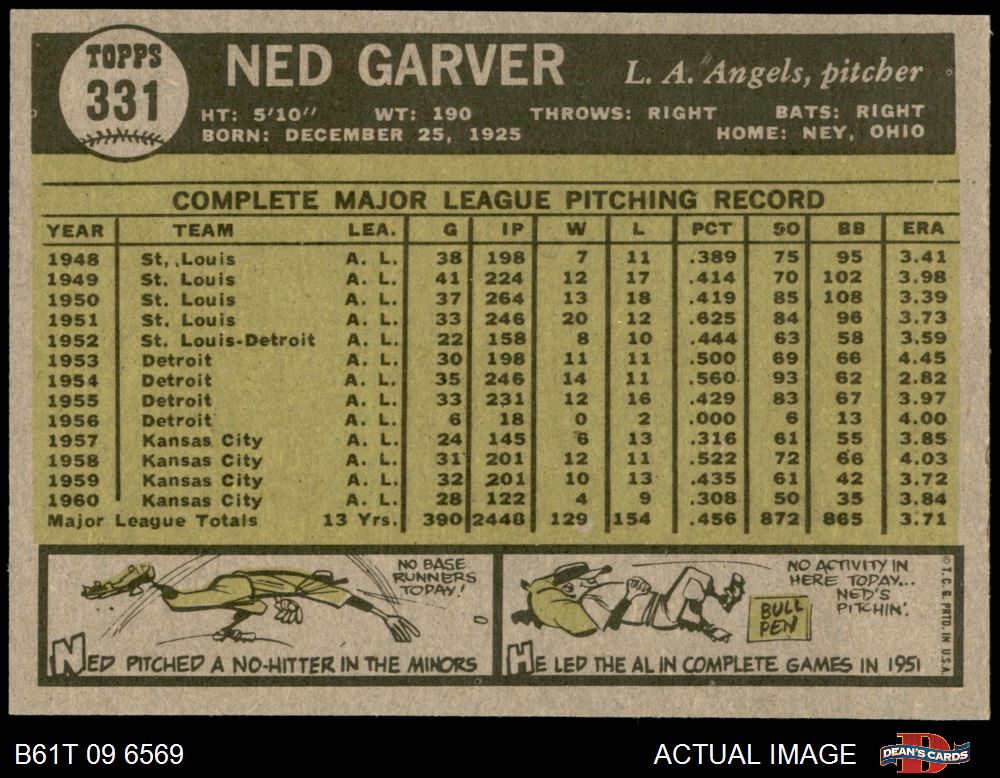 TOPPS
331
NED GARVER
L. A. Angels, pitcher
HT: 5'10" WT: 190 THROWS: RIGHT BATS: RIGHT
BORN: DECEMBER 25, 1925 HOME: NEY, OHIO
COMPLETE MAJOR LEAGUE PITCHING RECORD
YEAR TEAM LEA. G IP W L PCT SO BB ERA
1948 St. Louis A. L. 38 198 7 11 .389 75 95 3.41
1949 St. Louis A. L. 41 224 12 17 .414 70 102 3.98
1950 St. Louis A. L. 37 264 13 18 .419 85 108 3.39
1951 St. Louis A. L. 33 246 20 12 .625 84 96 3.73
1952 St. Louis-Detroit A. L. 22 158 8 10 .444 63 58 3.59
1953 Detroit A. L. 30 198 11 11 .500 69 66 4.45
1954 Detroit A. L. 35 246 14 11 .560 93 62 2.82
1955 Detroit A. L. 33 231 12 16 .429 83 67 3.97
1956 Detroit A. L. 6 18 0 2 .000 6 13 4.00
1957 Kansas City A. L. 24 145 6 13 .316 61 55 3.85
1958 Kansas City A. L. 31 201 12 11 .522 72 66 4.03
1959 Kansas City A. L. 32 201 10 13 .435 61 42 3.72
1960 Kansas City A. L. 28 122 4 9 .308 50 35 3.84
Major League Totals 13 Yrs. 390 2448 129 154 .456 872 865 3.71
NO BASE
RUNNERS
TODAY!
NED PITCHED A NO-HITTER IN THE MINORS
NO ACTIVITY IN
HERE TODAY...
NED'S
PITCHIN'.
BULL
PEN
HE LED THE AL IN COMPLETE GAMES IN 1951
© T. C. G. PRTD. IN U.S.A.
B61T 09 6569
ACTUAL IMAGE
DEAN'S CARDS